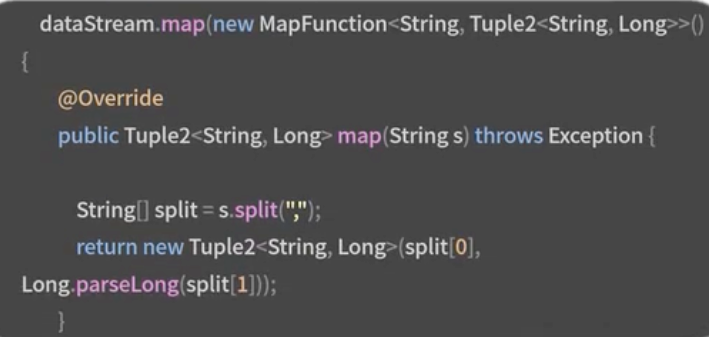 dataStream.map(new MapFunction<String, Tuple2<String, Long>>()
{
@Override
public Tuple2<String, Long> map(String s) throws Exception {
String[] split = s.split(",");
return new Tuple2<String, Long>(split[0],
Long.parseLong(split[1]));
}